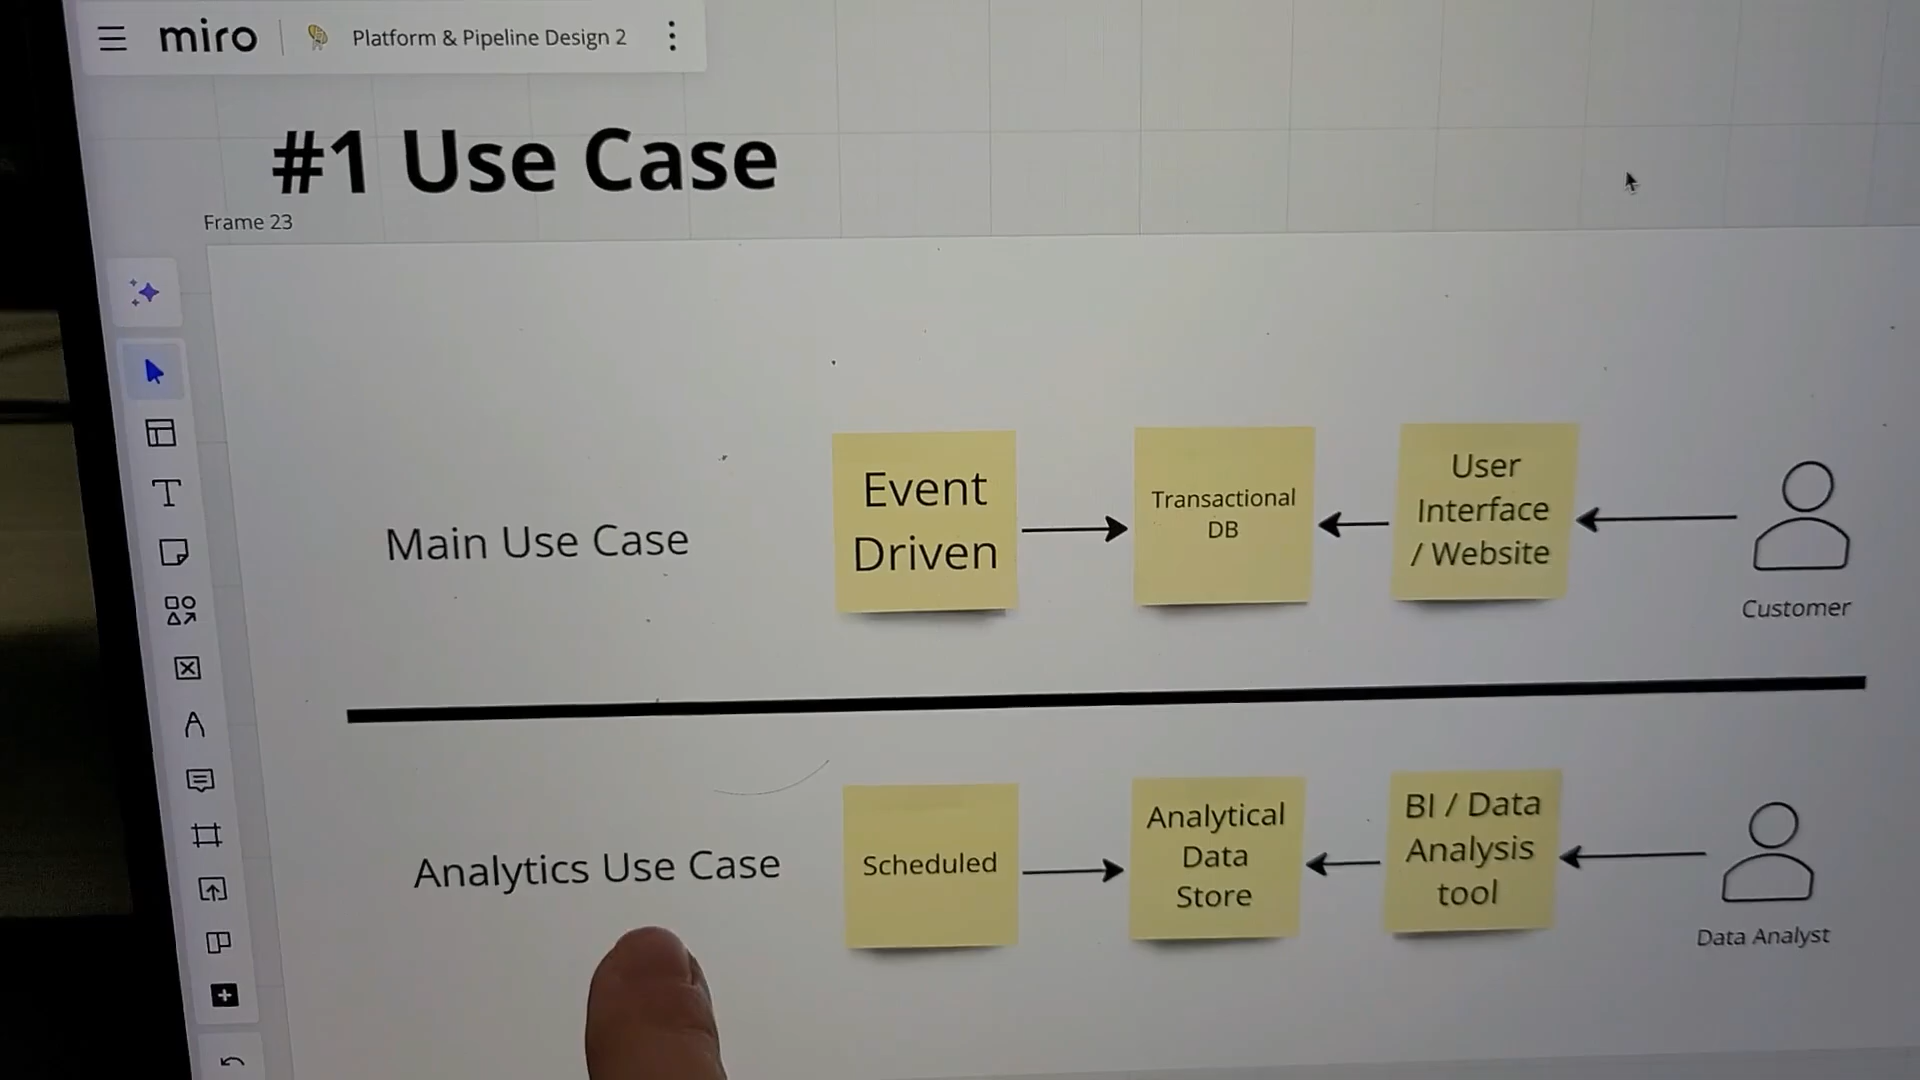 miro
Platform & Pipeline Design 2
#1 Use Case
Frame 23
Main Use Case
Event
Driven
Transactional
DB
User
Interface
/ Website
Customer
Analytics Use Case
Scheduled
Analytical
Data
Store
BI / Data
Analysis
tool
Data Analyst